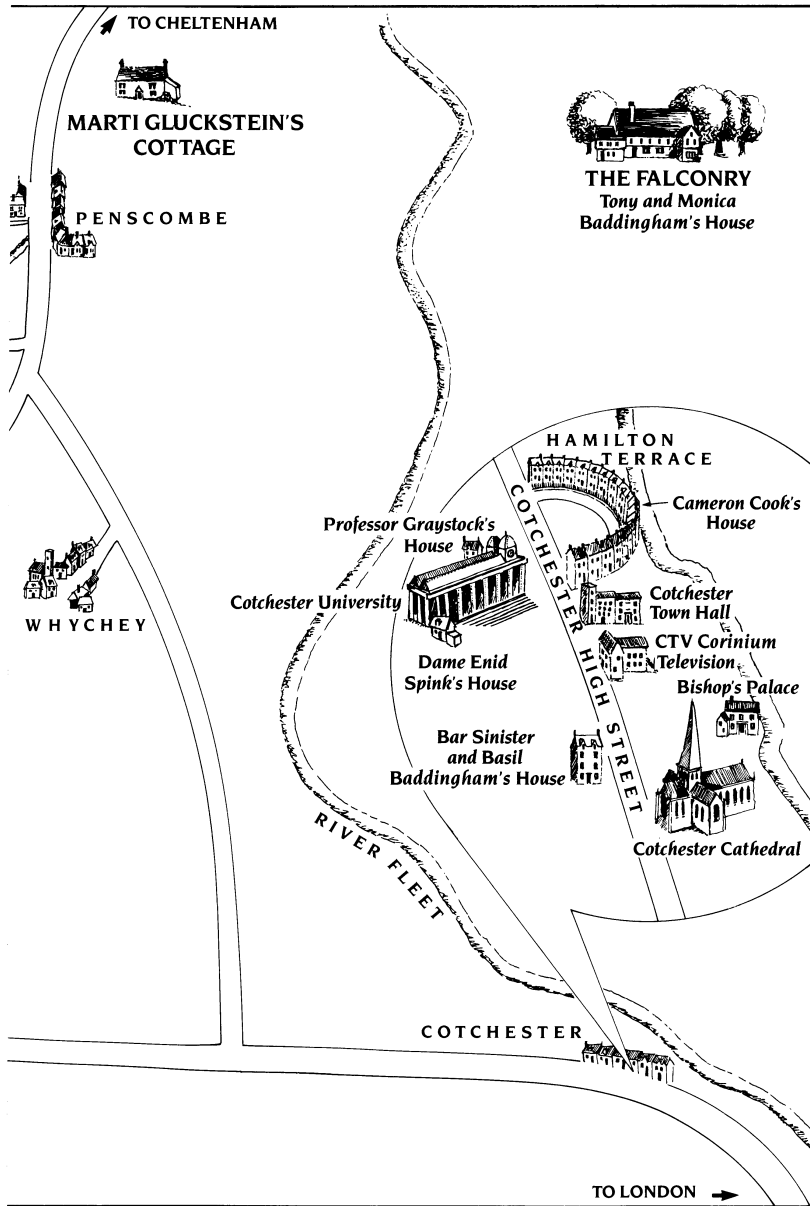 TO CHELTENHAM
MARTI GLUCKSTEIN'S
COTTAGE
THE FALCONRY
Tony and Monica
Baddingham's House
PENSCOMBE
HAMILTON
TERRACE
COTCHESTER HIGH STREET
Cameron Cook's
House
Professor Graystock's
House
Cotchester University
Cotchester
Town Hall
WHYCHEY
CTV Corinium
Television
Dame Enid
Spink's House
Bishop's Palace
Bar Sinister
and Basil
Baddingham's House
RIVER FLEET
Cotchester Cathedral
COTCHESTER
TO LONDON